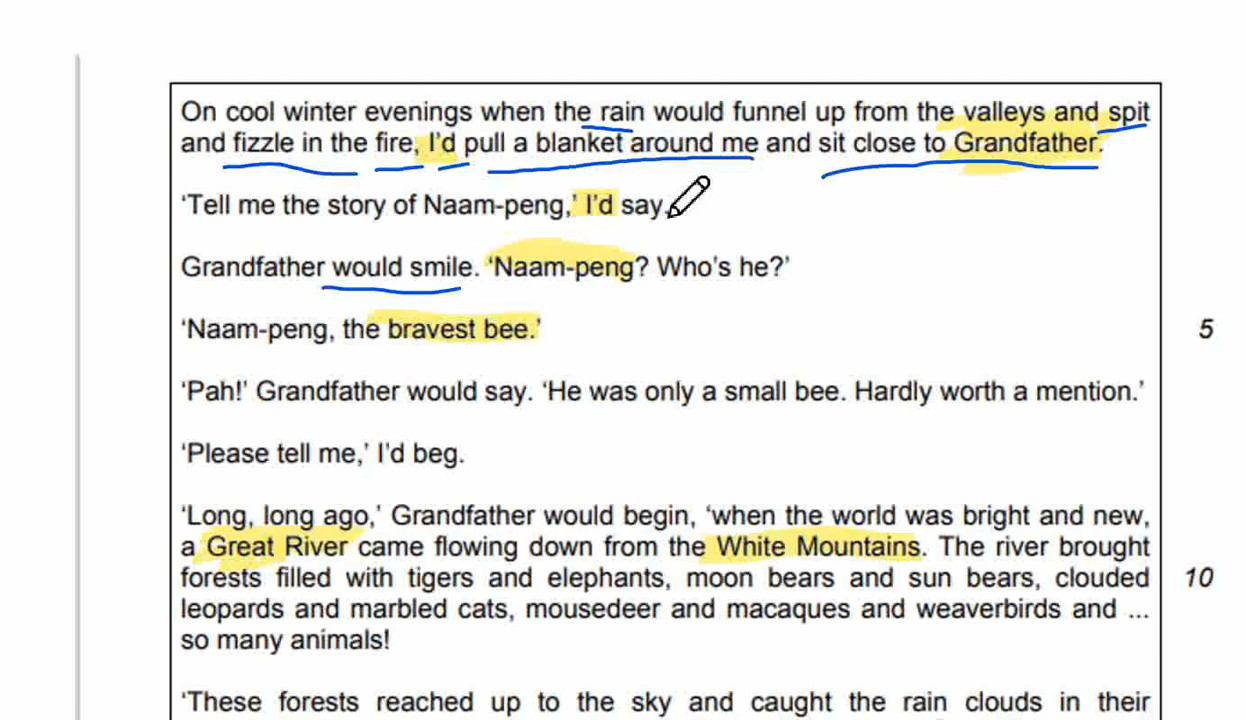 On cool winter evenings when the rain would funnel up from the valleys and spit
and fizzle in the fire, I’d pull a blanket around me and sit close to Grandfather.
‘Tell me the story of Naam-peng,’ I’d say.
Grandfather would smile. ‘Naam-peng? Who’s he?’
‘Naam-peng, the bravest bee.’
5
‘Pah!’ Grandfather would say. ‘He was only a small bee. Hardly worth a mention.’
‘Please tell me,’ I’d beg.
‘Long, long ago,’ Grandfather would begin, ‘when the world was bright and new,
a Great River came flowing down from the White Mountains. The river brought
forests filled with tigers and elephants, moon bears and sun bears, clouded
10
leopards and marbled cats, mousedeer and macaques and weaverbirds and ...
so many animals!
‘These forests reached up to the sky and caught the rain clouds in their